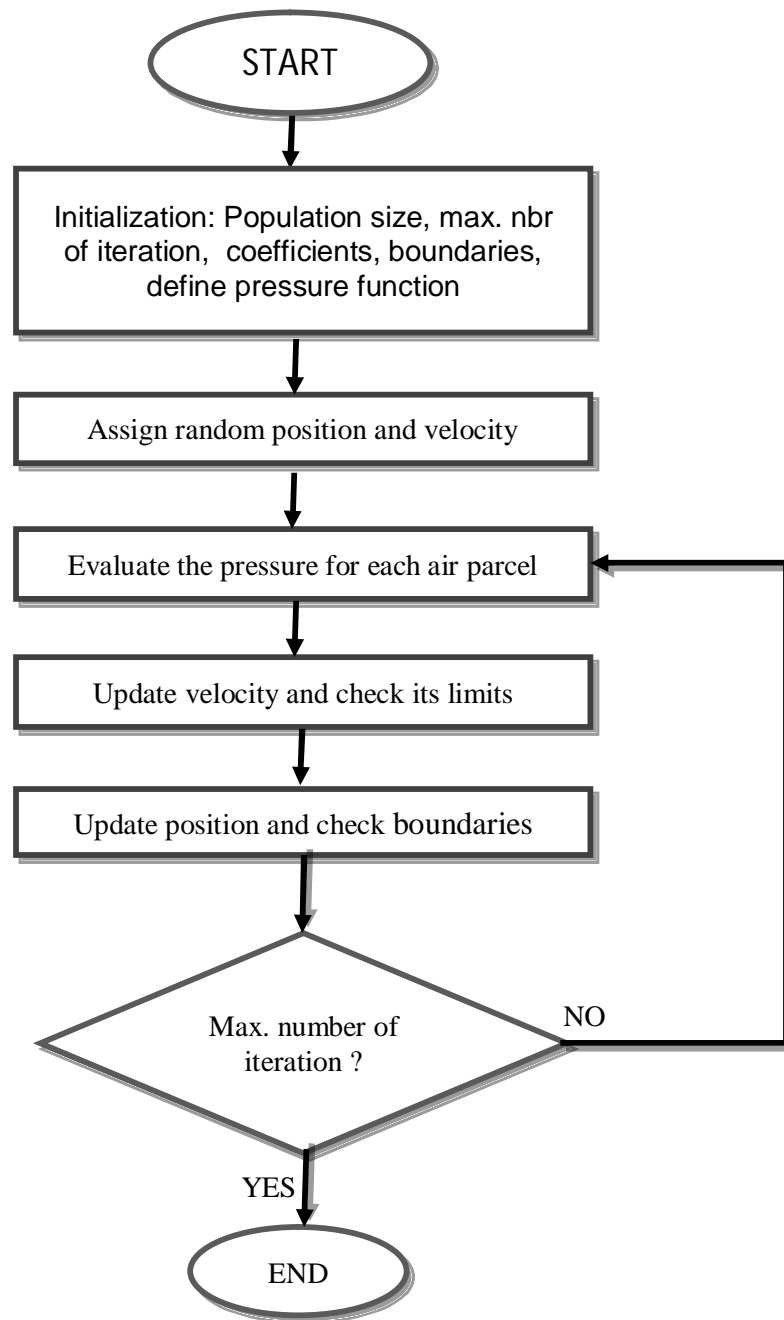 START
Initialization: Population size, max. nbr
of iteration, coefficients, boundaries,
define pressure function
Assign random position and velocity
Evaluate the pressure for each air parcel
Update velocity and check its limits
Update position and check boundaries
Max. number of
iteration ?
NO
YES
END